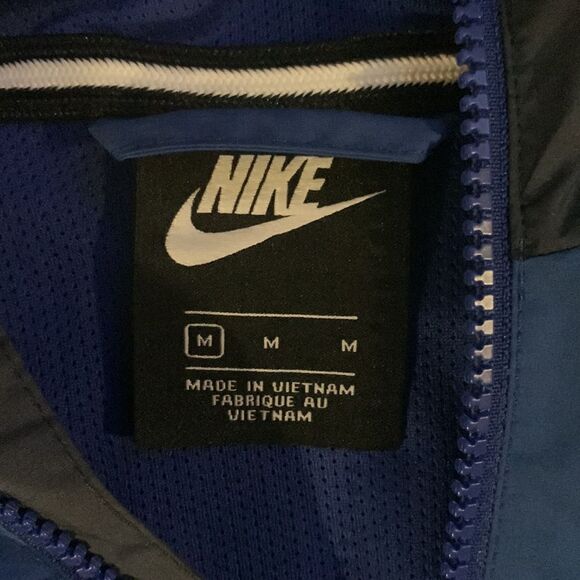 NIKE
M M M
MADE IN VIETNAM
FABRIQUE AU
VIETNAM